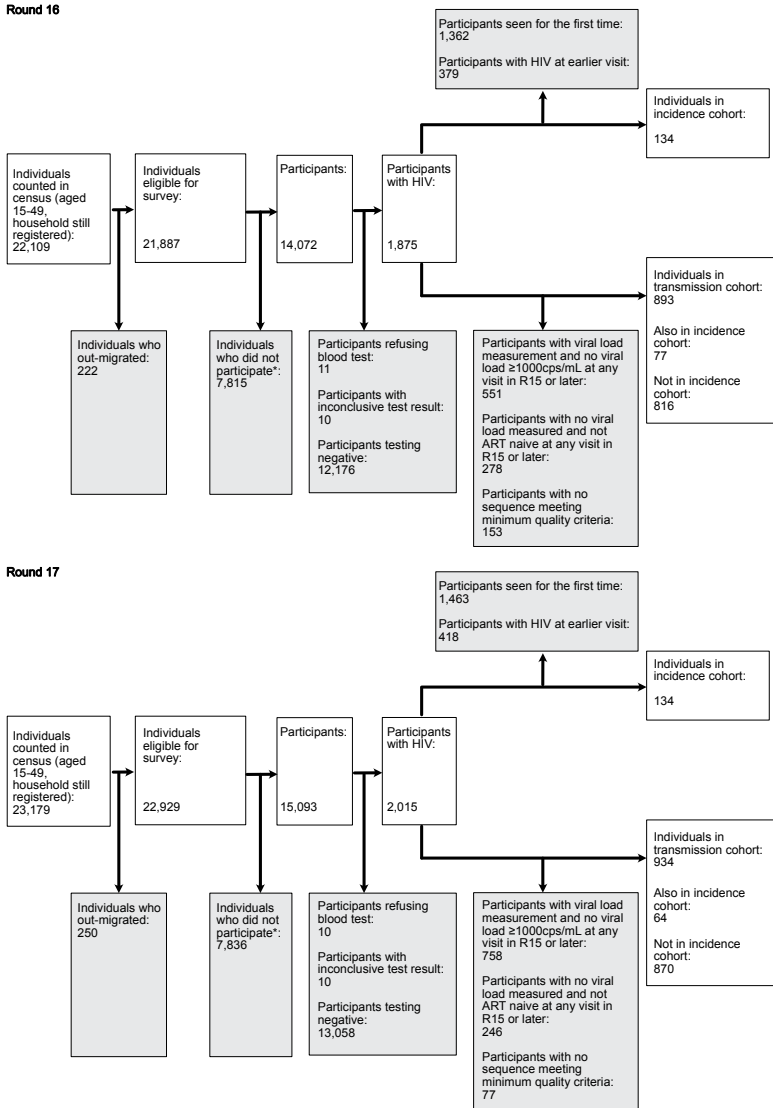 Round 16
Participants seen for the first time:
1,362
Participants with HIV at earlier visit:
379
Individuals in
incidence cohort:
134
Individuals
counted in
census (aged
15-49,
household still
registered):
22,109
Individuals
eligible for
survey:
21,887
Participants:
14,072
Participants
with HIV:
1,875
Individuals who
out-migrated:
222
Individuals
who did not
participate*:
7,815
Participants refusing
blood test:
11
Participants with
inconclusive test result:
10
Participants testing
negative:
12,176
Participants with viral load
measurement and no viral
load ≥1000cps/mL at any
visit in R15 or later:
551
Participants with no viral
load measured and not
ART naive at any visit in
R15 or later:
278
Participants with no
sequence meeting
minimum quality criteria:
153
Individuals in
transmission cohort:
893
Also in incidence
cohort:
77
Not in incidence
cohort:
816
Round 17
Participants seen for the first time:
1,463
Participants with HIV at earlier visit:
418
Individuals in
incidence cohort:
134
Individuals
counted in
census (aged
15-49,
household still
registered):
23,179
Individuals
eligible for
survey:
22,929
Participants:
15,093
Participants
with HIV:
2,015
Individuals who
out-migrated:
250
Individuals
who did not
participate*:
7,836
Participants refusing
blood test:
10
Participants with
inconclusive test result:
10
Participants testing
negative:
13,058
Participants with viral load
measurement and no viral
load ≥1000cps/mL at any
visit in R15 or later:
758
Participants with no viral
load measured and not
ART naive at any visit in
R15 or later:
246
Participants with no
sequence meeting
minimum quality criteria:
77
Individuals in
transmission cohort:
934
Also in incidence
cohort:
64
Not in incidence
cohort:
870